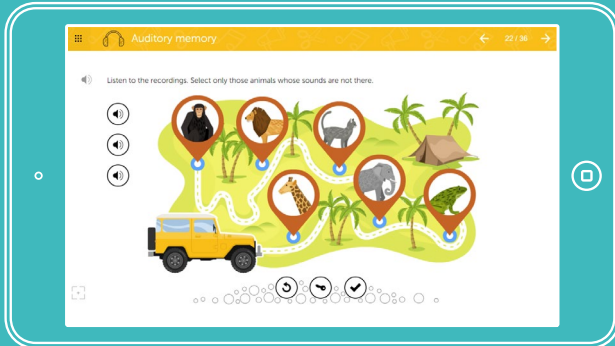 Auditory memory
22 / 36
Listen to the recordings. Select only those animals whose sounds are not there.